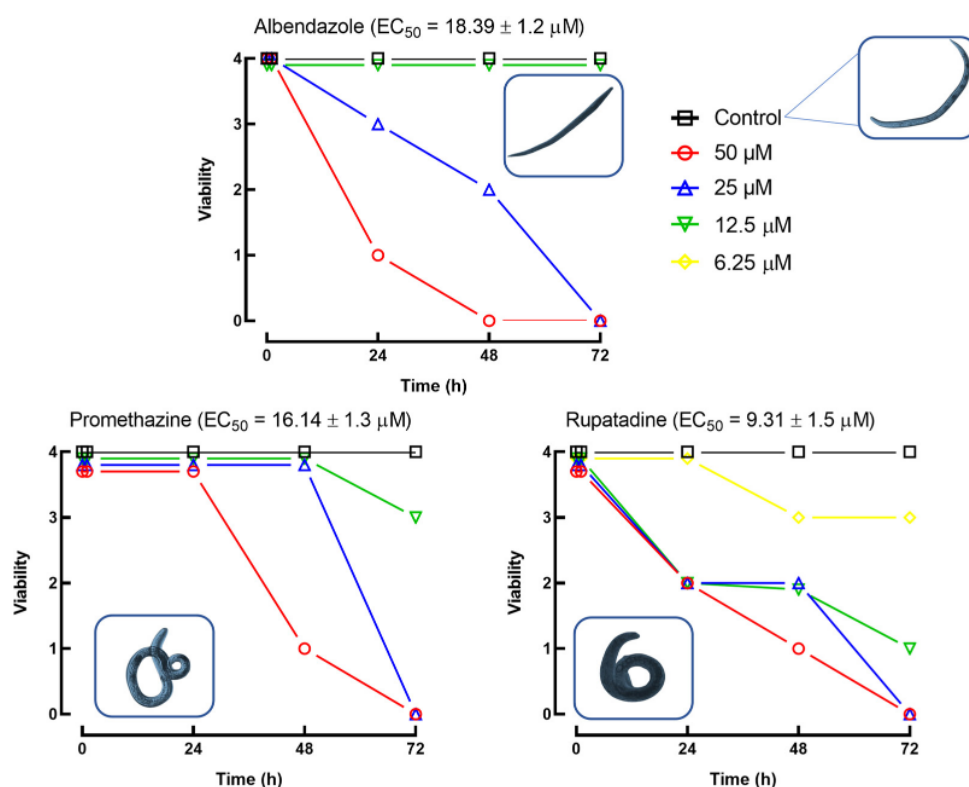 Albendazole (EC50 = 18.39 ± 1.2 μM)
4
3
2
1
0
Viability
0 24 48 72
Time (h)
Control
50 μM
25 μM
12.5 μM
6.25 μM
Promethazine (EC50 = 16.14 ± 1.3 μM)
4
3
2
1
0
Viability
0 24 48 72
Time (h)
Rupatadine (EC50 = 9.31 ± 1.5 μM)
4
3
2
1
0
Viability
0 24 48 72
Time (h)